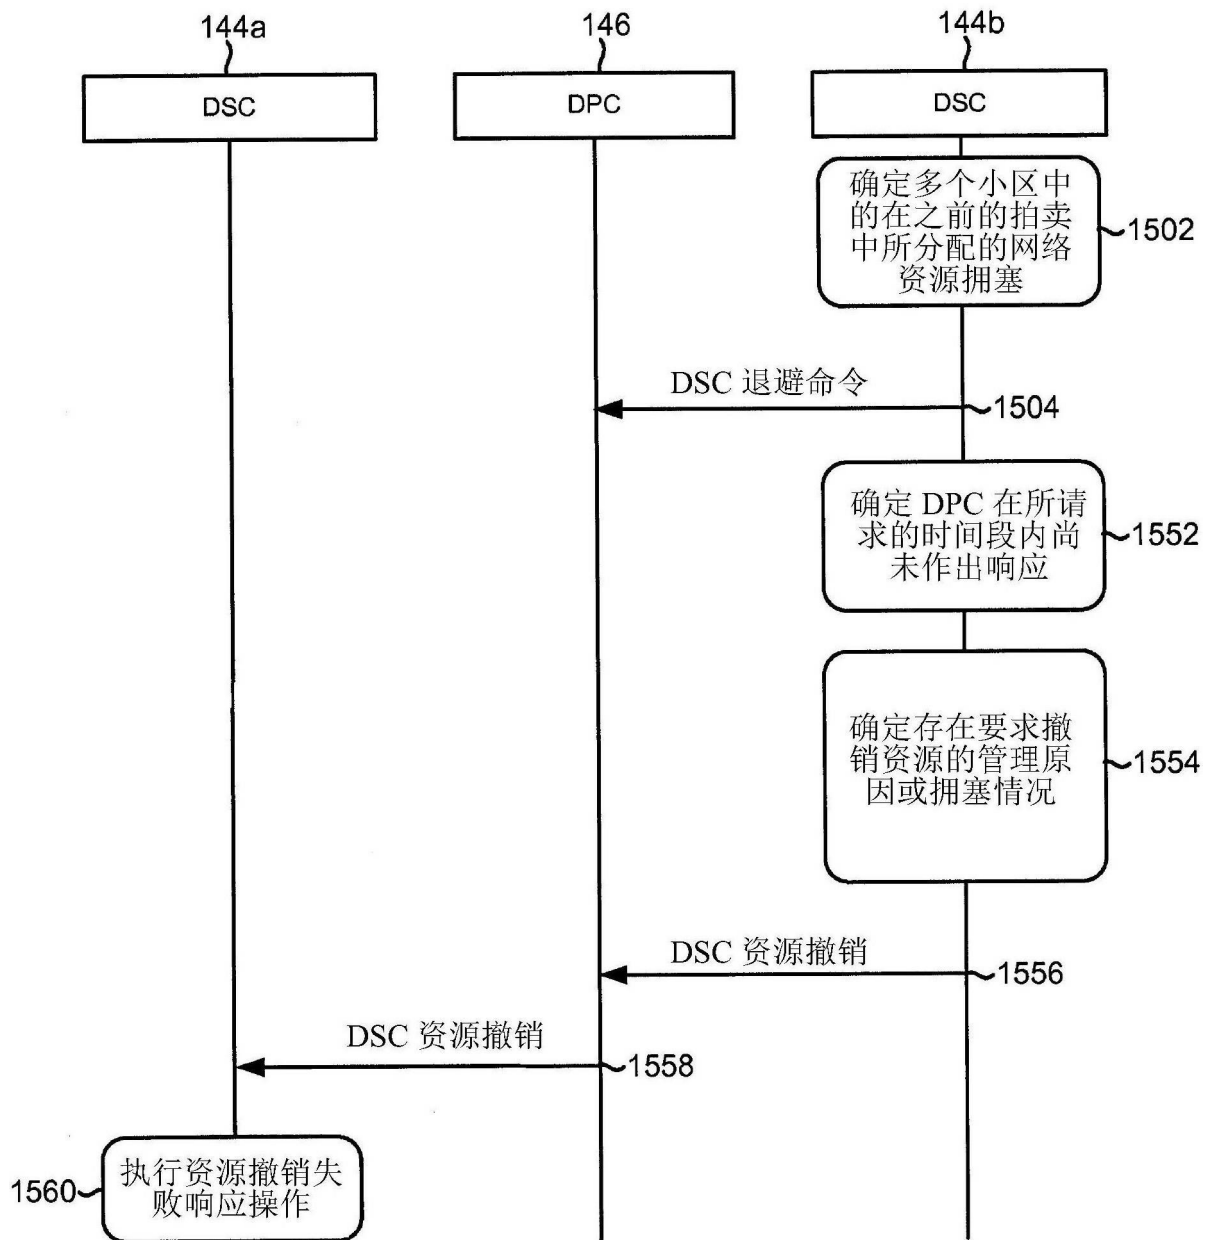 144a
146
144b
DSC
DPC
DSC
确定多个小区中
的在之前的拍卖
中所分配的网络
资源拥塞
1502
DSC 退避命令
1504
确定 DPC 在所请
求的时间段内尚
未作出响应
1552
确定存在要求撤
销资源的管理原
因或拥塞情况
1554
DSC 资源撤销
1556
DSC 资源撤销
1558
执行资源撤销失
败响应操作
1560